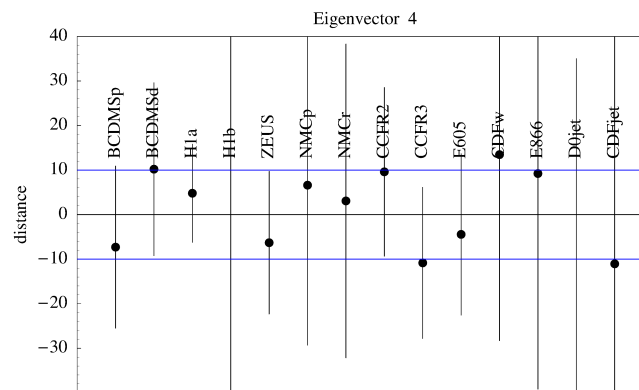 Eigenvector 4
distance
40
30
20
10
0
−10
−20
−30
BCDMSp
BCDMSd
H1a
H1b
ZEUS
NMCp
NMCr
CCFR2
CCFR3
E605
CDFw
E866
D0jet
CDFjet